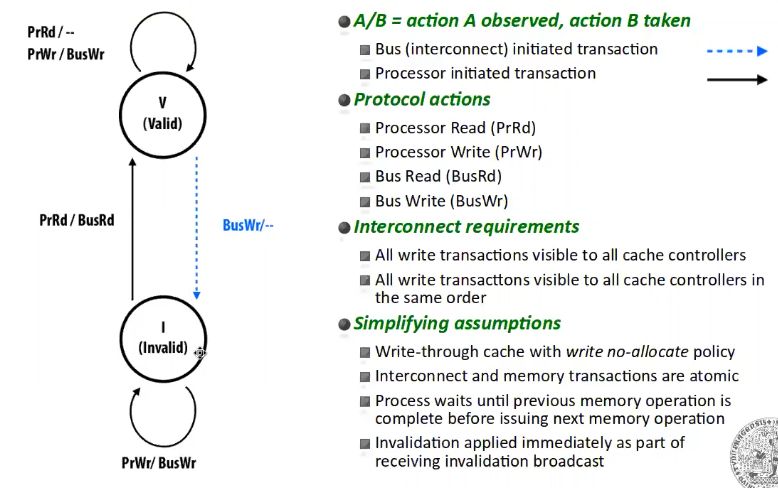 PrRd / --
PrWr / BusWr
V
(Valid)
PrRd / BusRd
BusWr/--
I
(Invalid)
PrWr/ BusWr
A/B = action A observed, action B taken
Bus (interconnect) initiated transaction
Processor initiated transaction
Protocol actions
Processor Read (PrRd)
Processor Write (PrWr)
Bus Read (BusRd)
Bus Write (BusWr)
Interconnect requirements
All write transactions visible to all cache controllers
All write transactions visible to all cache controllers in
the same order
Simplifying assumptions
Write-through cache with write no-allocate policy
Interconnect and memory transactions are atomic
Process waits until previous memory operation is
complete before issuing next memory operation
Invalidation applied immediately as part of
receiving invalidation broadcast